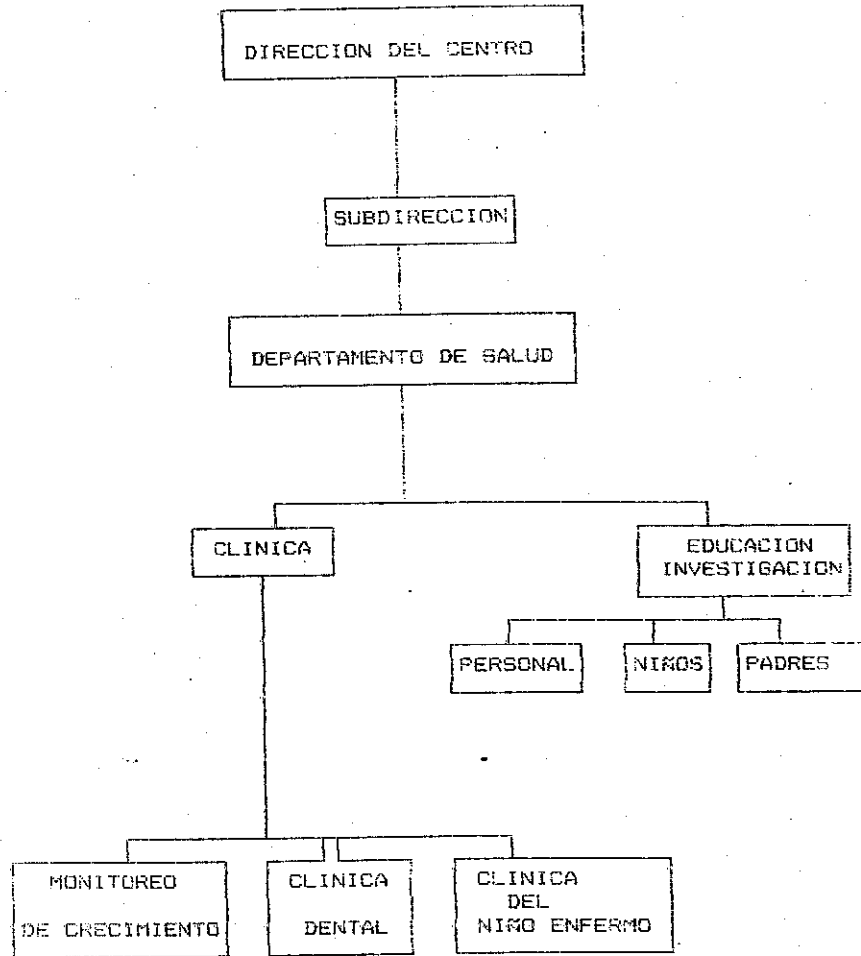 DIRECCION DEL CENTRO
SUBDIRECCION
DEPARTAMENTO DE SALUD
CLINICA
EDUCACION
INVESTIGACION
PERSONAL
NIÑOS
PADRES
MONITOREO
DE CRECIMIENTO
CLINICA
DENTAL
CLINICA
DEL
NIÑO ENFERMO